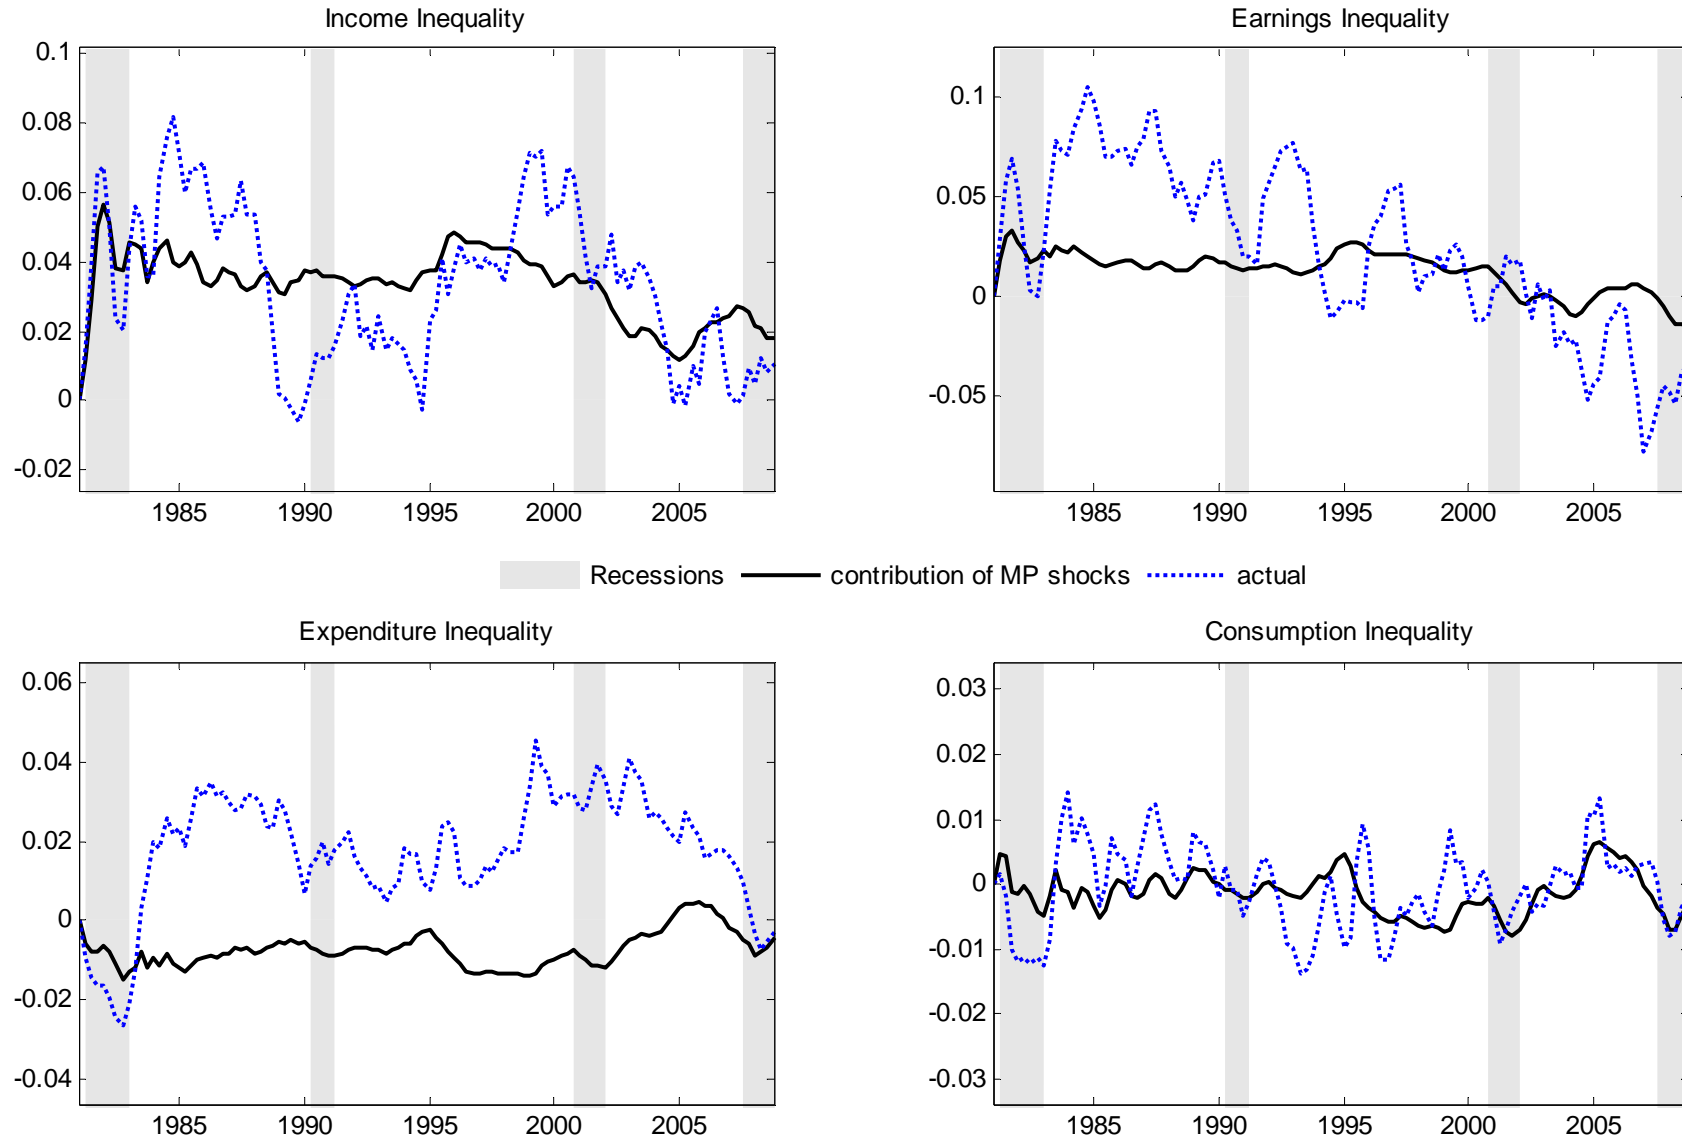 Income Inequality
Earnings Inequality
0.1
0.08
0.06
0.04
0.02
0
-0.02
1985 1990 1995 2000 2005
0.1
0.05
0
-0.05
1985 1990 1995 2000 2005
Recessions contribution of MP shocks actual
Expenditure Inequality
Consumption Inequality
0.06
0.04
0.02
0
-0.02
-0.04
1985 1990 1995 2000 2005
0.03
0.02
0.01
0
-0.01
-0.02
-0.03
1985 1990 1995 2000 2005